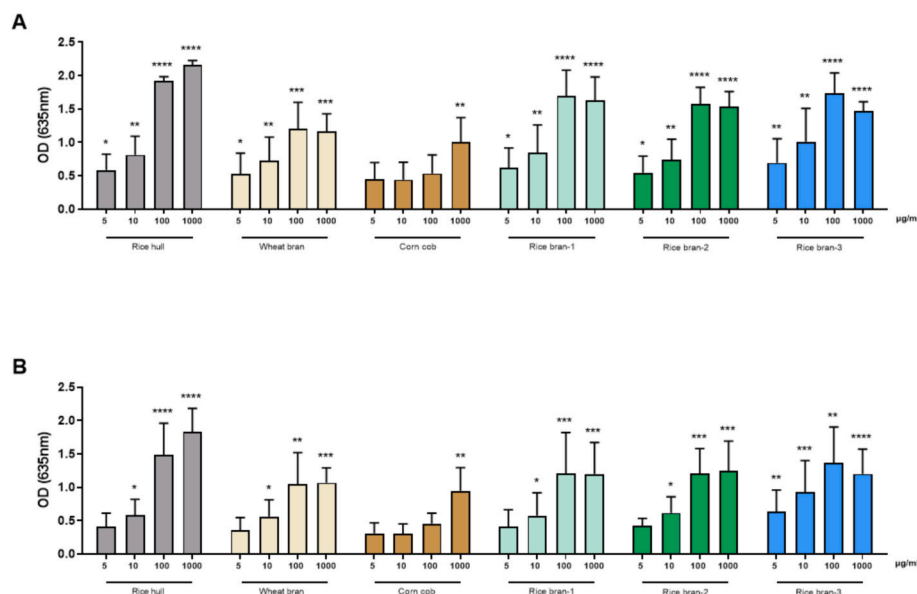 A
OD (635nm)
2.5
2.0
1.5
1.0
0.5
0.0
* ** **** ****
* ** *** ***
**
* ** **** ****
* ** **** ****
** ** **** ****
5 10 100 1000 5 10 100 1000 5 10 100 1000 5 10 100 1000 5 10 100 1000 5 10 100 1000 µg/ml
Rice hull Wheat bran Corn cob Rice bran-1 Rice bran-2 Rice bran-3
B
OD (635nm)
2.5
2.0
1.5
1.0
0.5
0.0
* **** ****
* ** ***
**
* *** ***
* *** ***
** *** ** ****
5 10 100 1000 5 10 100 1000 5 10 100 1000 5 10 100 1000 5 10 100 1000 5 10 100 1000 µg/ml
Rice hull Wheat bran Corn cob Rice bran-1 Rice bran-2 Rice bran-3